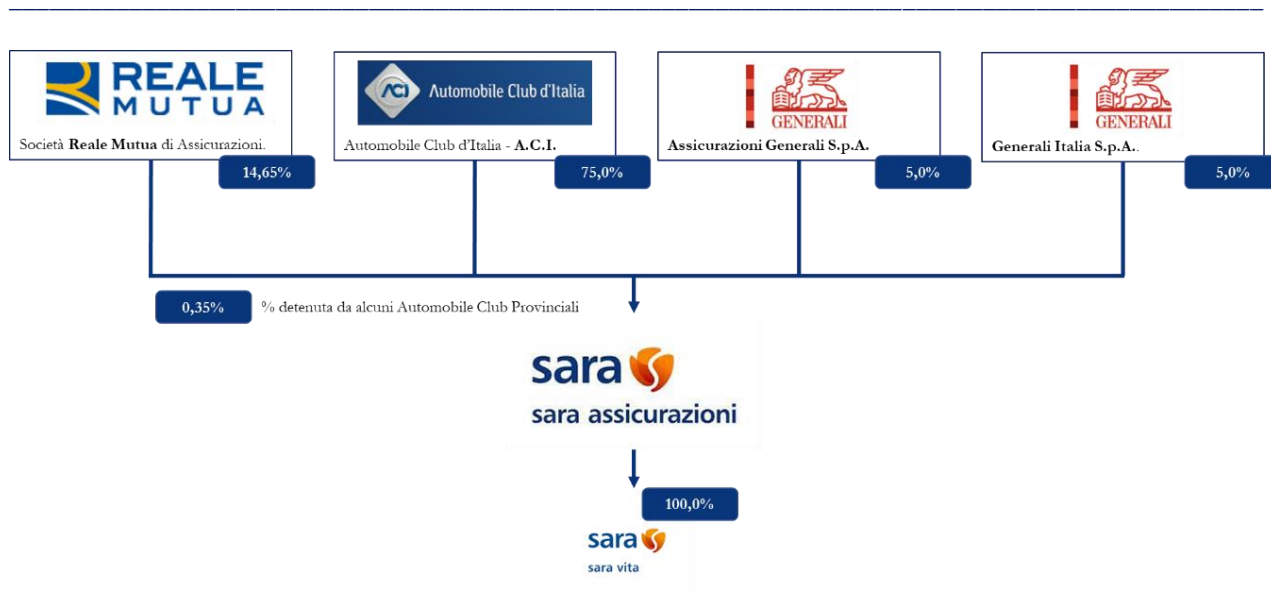 REALE
MUTUA
Società Reale Mutua di Assicurazioni.
14,65%
ACI Automobile Club d'Italia
Automobile Club d'Italia - A.C.I.
75,0%
GENERALI
Assicurazioni Generali S.p.A.
5,0%
GENERALI
Generali Italia S.p.A..
5,0%
0,35% % detenuta da alcuni Automobile Club Provinciali
sara
sara assicurazioni
100,0%
sara
sara vita